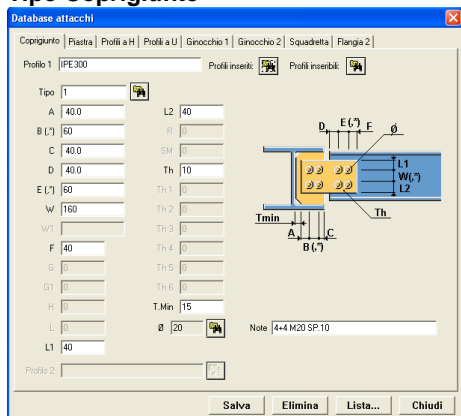 Tipo Coprigiunto
Database attacchi
Coprigiunto Piastra Profili a H Profili a U Ginocchio 1 Ginocchio 2 Squadretta Flangia 2
Profilo 1 IPE300 Profili inseriti: Profili inseribili:
Tipo 1
A 40.0 L2 40
B (,") 60 R 0
C 40.0 SM 0
D 40.0 Th 10
E (,") 60 Th 1 0
W 160 Th 2 0
W1 Th 3 0
F 40 Th 4 0
G 0 Th 5 0
G1 0 Th 6 0
H 0 T.Min 15
L 0 Ø 20 Note 4+4 M20 SP.10
L1 40
Profilo 2
D E (,") F ø
L1
W(,")
L2
Tmin Th
A C
B (,")
Salva Elimina Lista... Chiudi